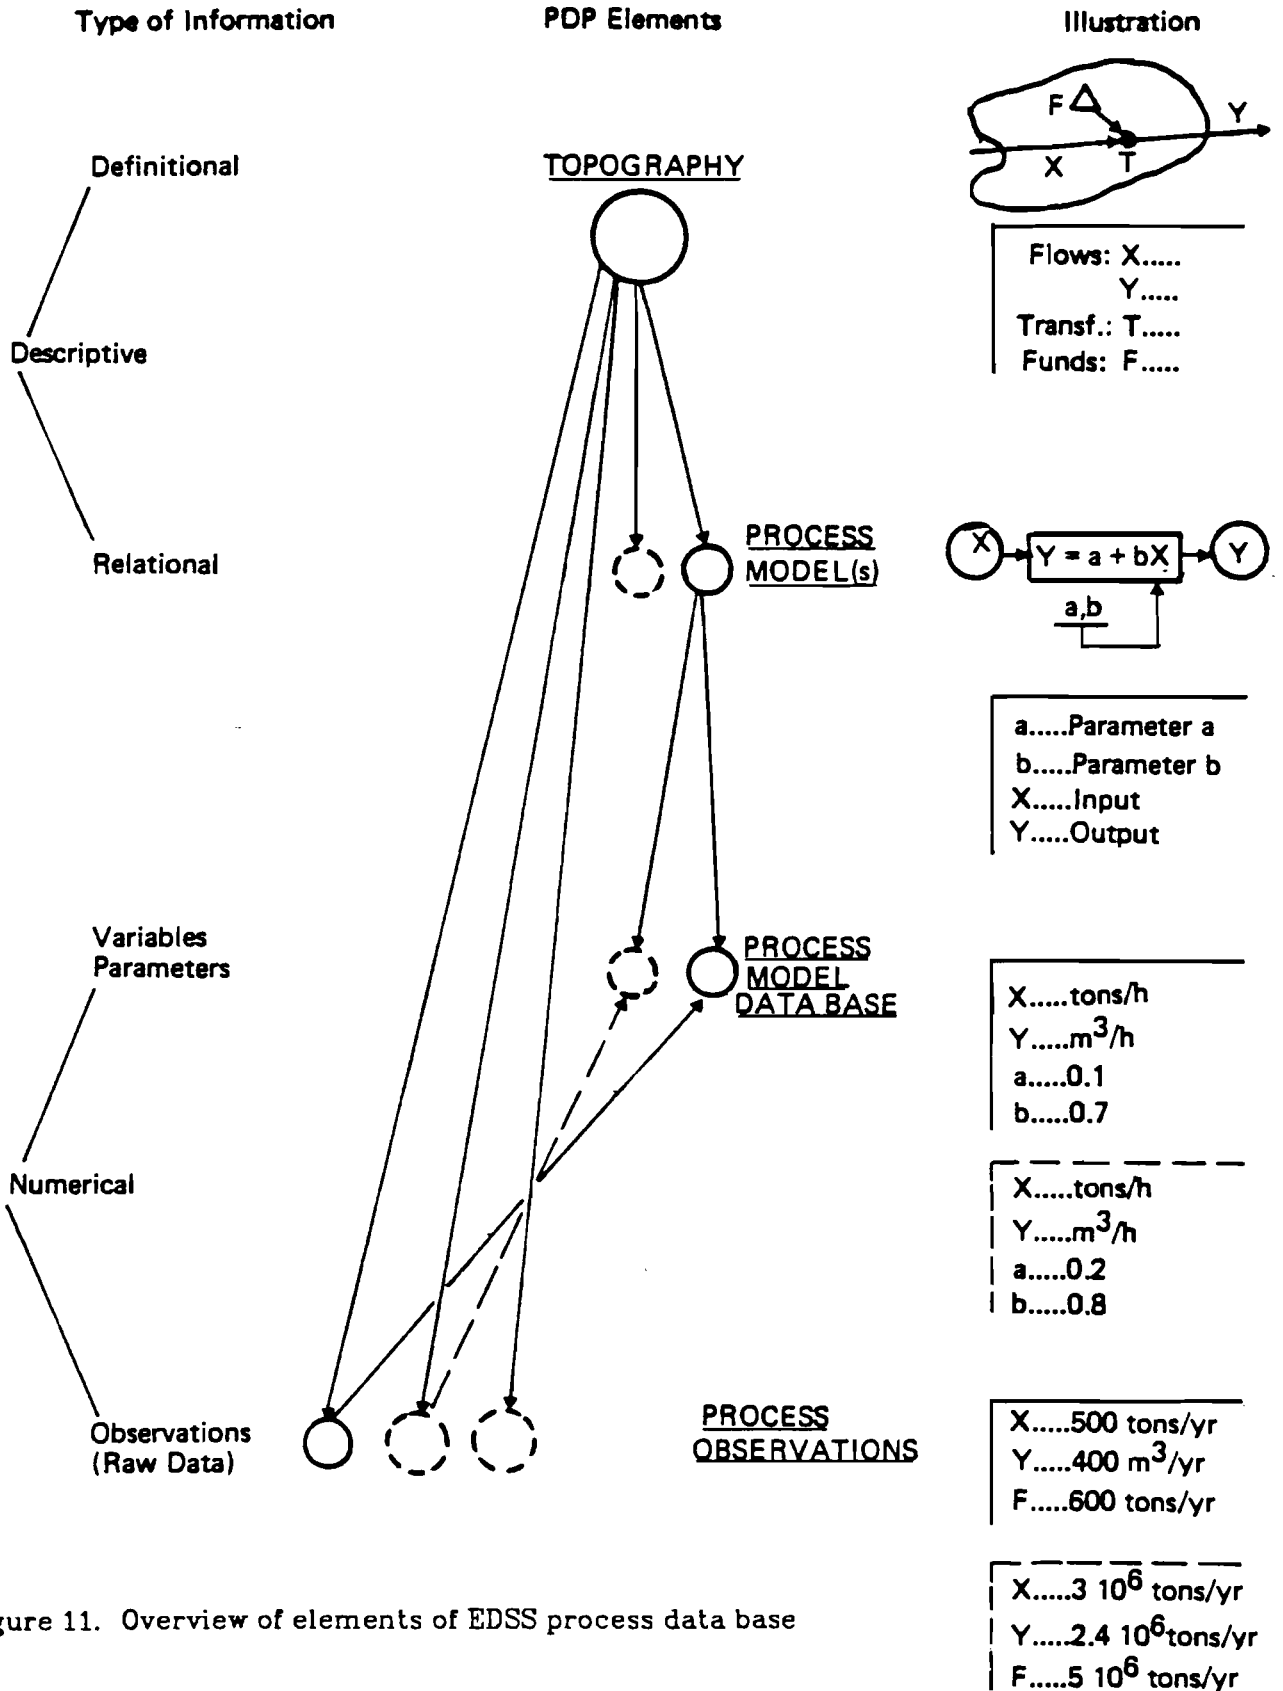 Type of Information
PDP Elements
Illustration
F
Y
X
T
Definitional
TOPOGRAPHY
Flows: X.....
Y.....
Transf.: T.....
Funds: F.....
Descriptive
Relational
PROCESS
MODEL(s)
X
Y = a + bX
Y
a,b
a.....Parameter a
b.....Parameter b
X.....Input
Y.....Output
Variables
Parameters
PROCESS
MODEL
DATA BASE
X.....tons/h
Y.....m³/h
a.....0.1
b.....0.7
Numerical
X.....tons/h
Y.....m³/h
a.....0.2
b.....0.8
Observations
(Raw Data)
PROCESS
OBSERVATIONS
X.....500 tons/yr
Y.....400 m³/yr
F.....600 tons/yr
X.....3 10⁶ tons/yr
Y.....2.4 10⁶tons/yr
F.....5 10⁶ tons/yr
gure 11. Overview of elements of EDSS process data base